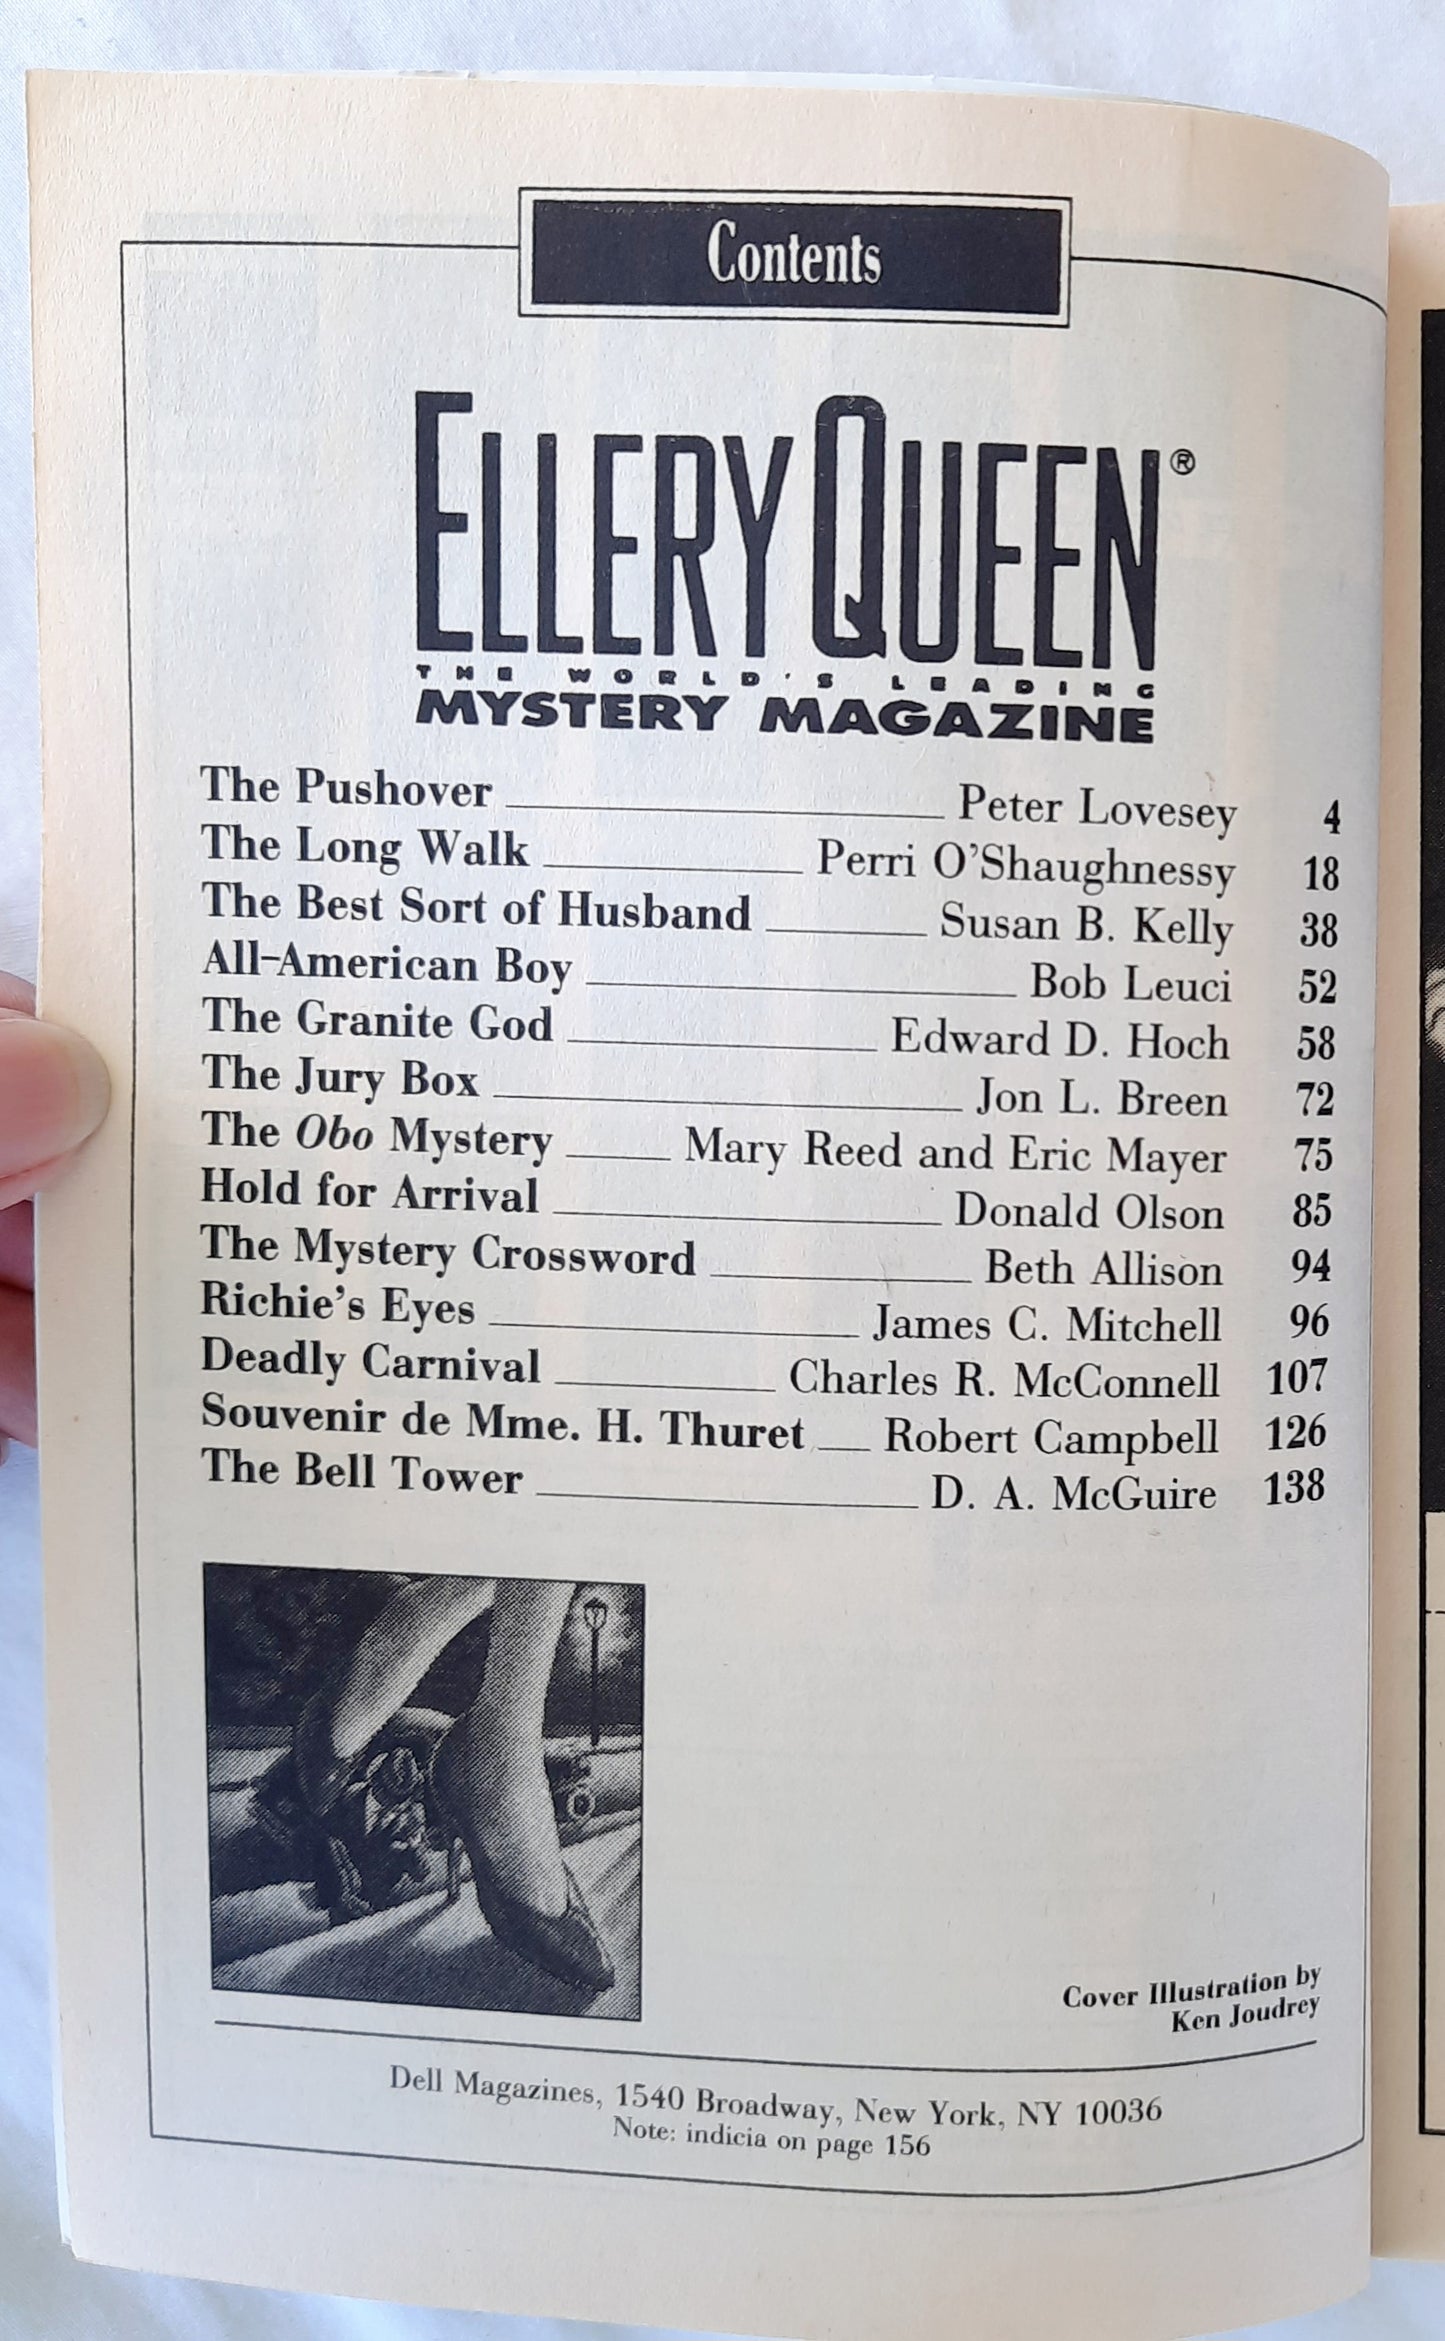 Contents
ELLERY QUEEN®
THE WORLD'S LEADING
MYSTERY MAGAZINE
The Pushover Peter Lovesey 4
The Long Walk Perri O'Shaughnessy 18
The Best Sort of Husband Susan B. Kelly 38
All-American Boy Bob Leuci 52
The Granite God Edward D. Hoch 58
The Jury Box Jon L. Breen 72
The Obo Mystery Mary Reed and Eric Mayer 75
Hold for Arrival Donald Olson 85
The Mystery Crossword Beth Allison 94
Richie's Eyes James C. Mitchell 96
Deadly Carnival Charles R. McConnell 107
Souvenir de Mme. H. Thuret Robert Campbell 126
The Bell Tower D. A. McGuire 138
Cover Illustration by
Ken Joudrey
Dell Magazines, 1540 Broadway, New York, NY 10036
Note: indicia on page 156